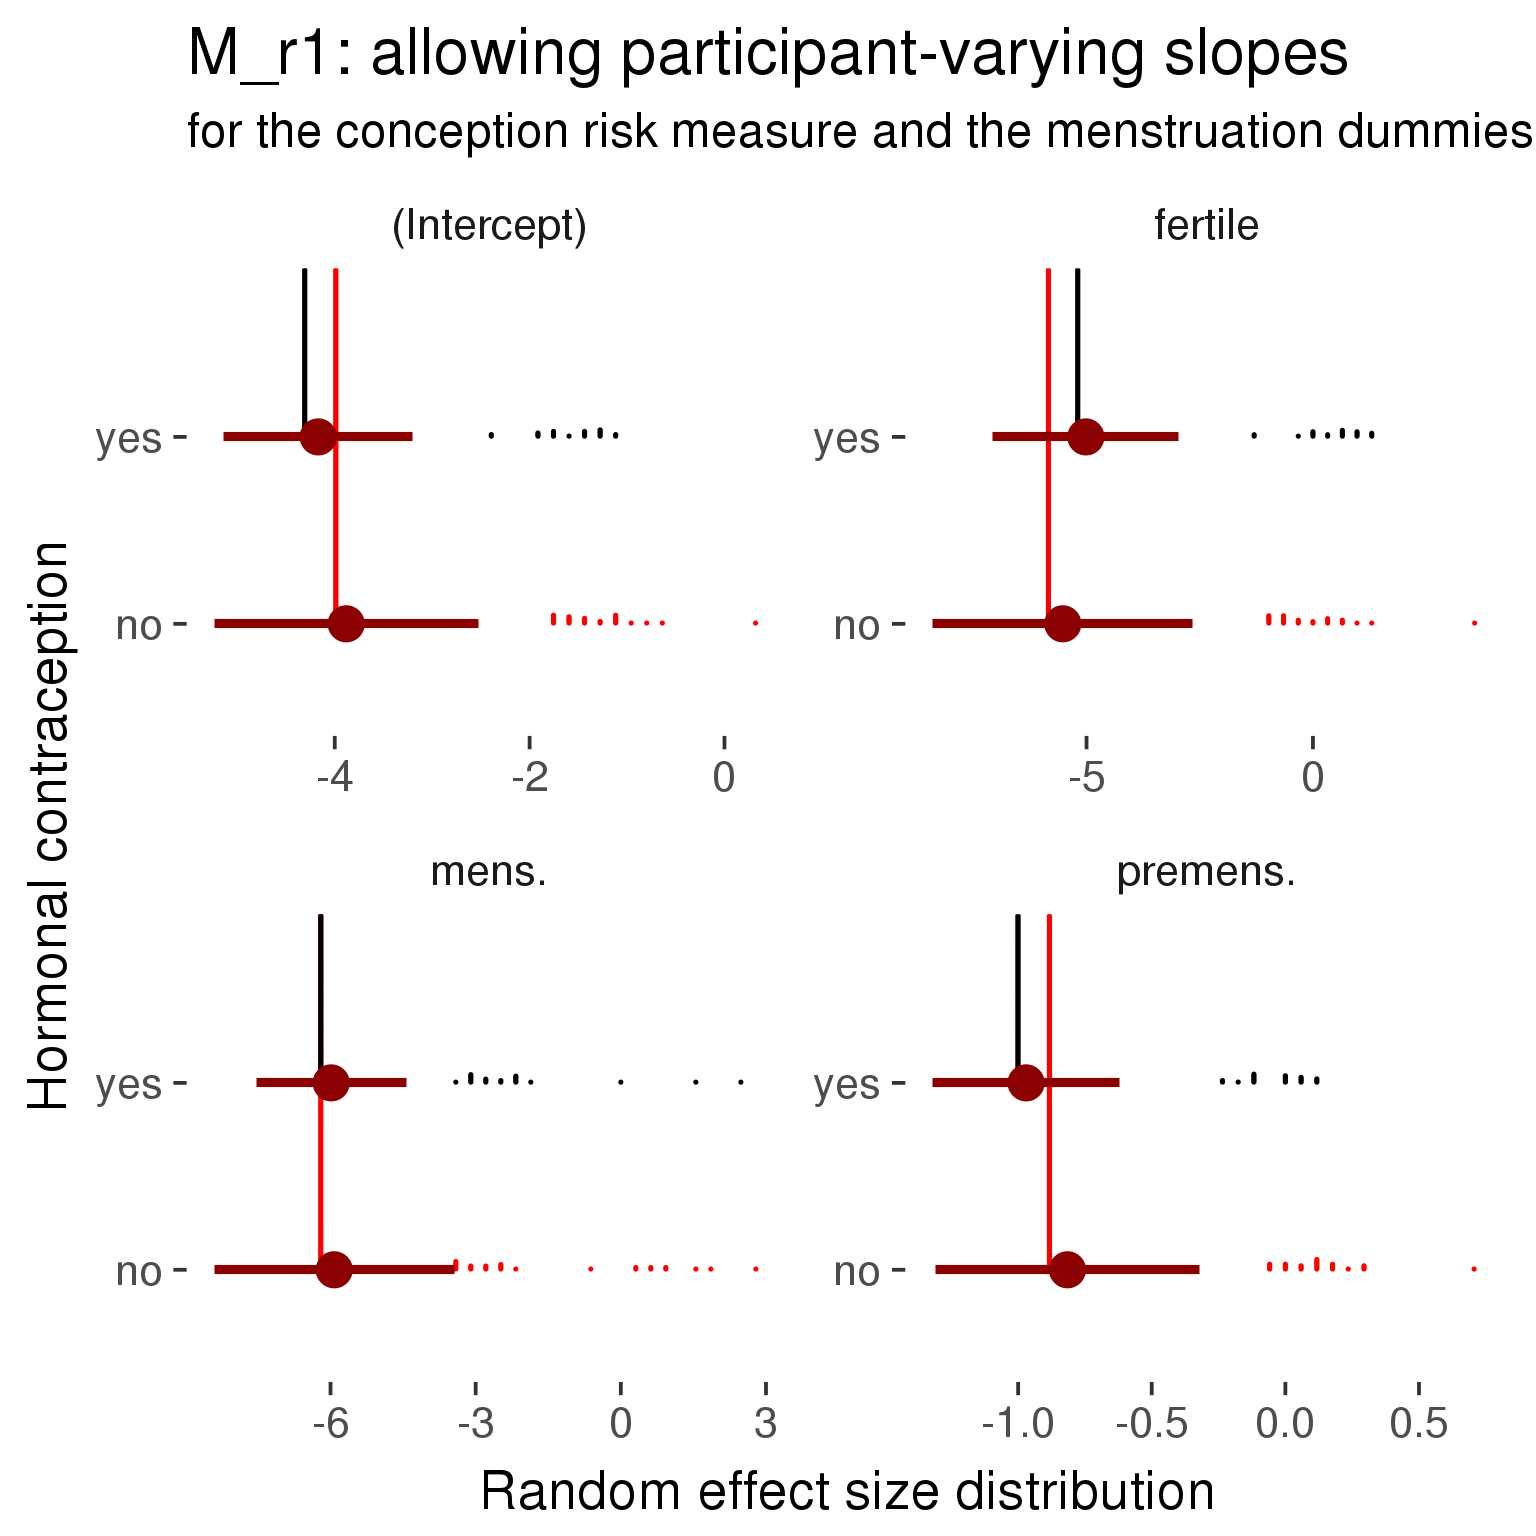 M_r1: allowing participant-varying slopes
for the conception risk measure and the menstruation dummies
(Intercept)
fertile
yes
no
yes
no
-4
-2
0
-5
0
mens.
premens.
yes
no
yes
no
-6
-3
0
3
-1.0
-0.5
0.0
0.5
Hormonal contraception
Random effect size distribution